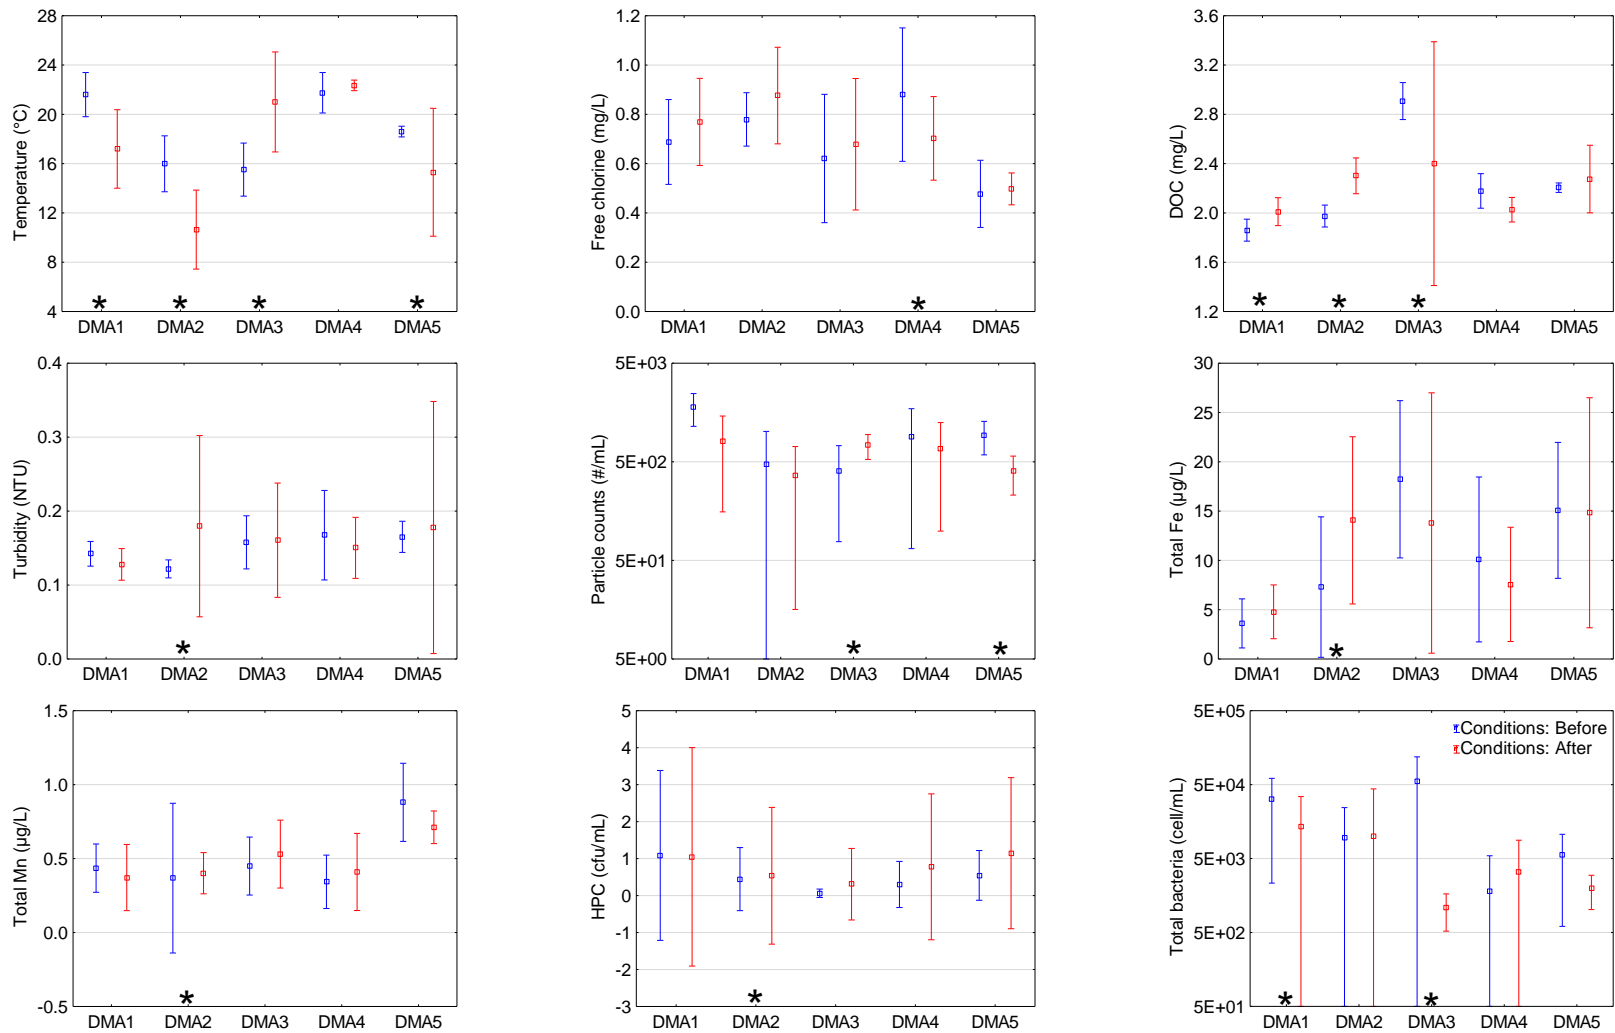 Temperature (°C)
28
24
20
16
12
8
4
* * * *
DMA1 DMA2 DMA3 DMA4 DMA5
Free chlorine (mg/L)
1.2
1.0
0.8
0.6
0.4
0.2
0.0
*
DMA1 DMA2 DMA3 DMA4 DMA5
DOC (mg/L)
3.6
3.2
2.8
2.4
2.0
1.6
1.2
* * *
DMA1 DMA2 DMA3 DMA4 DMA5
Turbidity (NTU)
0.4
0.3
0.2
0.1
0.0
*
DMA1 DMA2 DMA3 DMA4 DMA5
Particle counts (#/mL)
5E+03
5E+02
5E+01
5E+00
* *
DMA1 DMA2 DMA3 DMA4 DMA5
Total Fe (µg/L)
30
25
20
15
10
5
0
*
DMA1 DMA2 DMA3 DMA4 DMA5
Total Mn (µg/L)
1.5
1.0
0.5
0.0
-0.5
*
DMA1 DMA2 DMA3 DMA4 DMA5
HPC (cfu/mL)
5
4
3
2
1
0
-1
-2
-3
*
DMA1 DMA2 DMA3 DMA4 DMA5
Total bacteria (cell/mL)
5E+05
5E+04
5E+03
5E+02
5E+01
Conditions: Before
Conditions: After
* *
DMA1 DMA2 DMA3 DMA4 DMA5